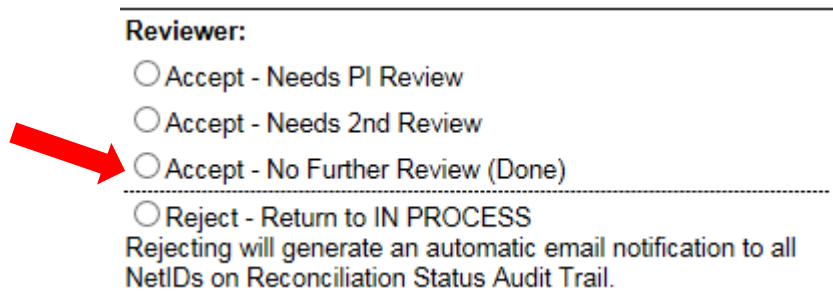 Reviewer:
Accept - Needs PI Review
Accept - Needs 2nd Review
Accept - No Further Review (Done)
Reject - Return to IN PROCESS
Rejecting will generate an automatic email notification to all
NetIDs on Reconciliation Status Audit Trail.